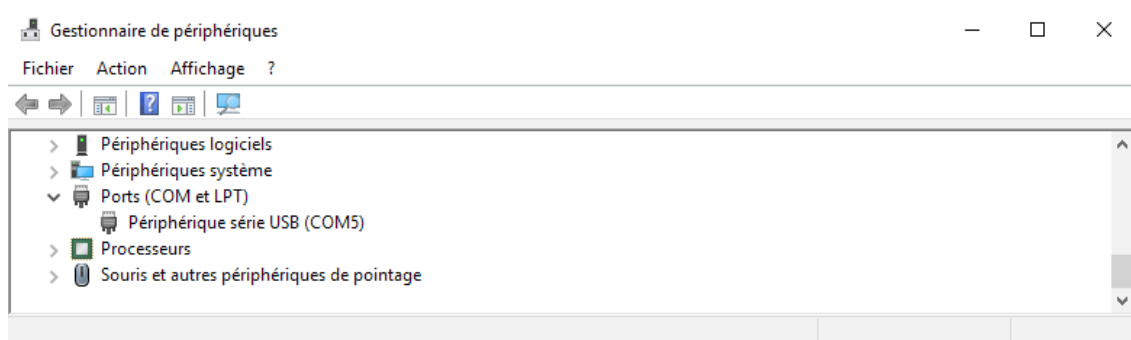 Gestionnaire de périphériques
Fichier Action Affichage ?
Périphériques logiciels
Périphériques système
Ports (COM et LPT)
Périphérique série USB (COM5)
Processeurs
Souris et autres périphériques de pointage